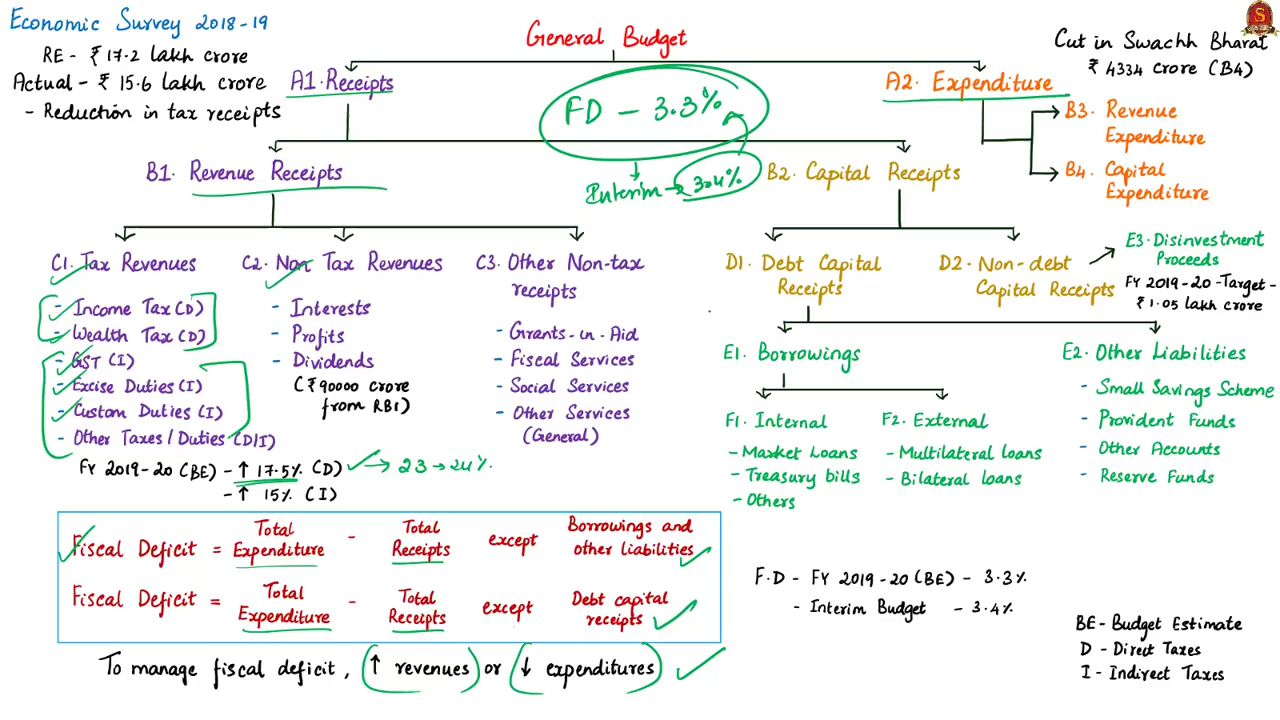 Economic Survey 2018-19
RE - ₹ 17.2 lakh crore
Actual - ₹ 15.6 lakh crore
- Reduction in tax receipts
General Budget
Cut in Swachh Bharat
₹ 4334 crore (B4)
A1. Receipts
A2. Expenditure
FD - 3.3%
Interim → 3.4%
B3. Revenue
Expenditure
B4. Capital
Expenditure
B1. Revenue Receipts
B2. Capital Receipts
C1. Tax Revenues
- Income Tax (D)
- Wealth Tax (D)
- GST (I)
- Excise Duties (I)
- Custom Duties (I)
- Other Taxes/Duties (D/I)
FY 2019-20 (BE) - ↑ 17.5% (D) → 23 → 24%.
- ↑ 15% (I)
C2. Non Tax Revenues
- Interests
- Profits
- Dividends
(₹ 90000 crore
from RBI)
C3. Other Non-tax
receipts
- Grants-in-Aid
- Fiscal Services
- Social Services
- Other Services
(General)
D1. Debt Capital
Receipts
D2. Non-debt
Capital Receipts
E3. Disinvestment
Proceeds
FY 2019-20-Target -
₹ 1.05 lakh crore
E1. Borrowings
E2. Other Liabilities
- Small Savings Scheme
- Provident Funds
- Other Accounts
- Reserve Funds
F1. Internal
- Market Loans
- Treasury bills
- Others
F2. External
- Multilateral loans
- Bilateral loans
Fiscal Deficit = Total Expenditure - Total Receipts except Borrowings and other liabilities
Fiscal Deficit = Total Expenditure - Total Receipts except Debt capital receipts
To manage fiscal deficit, (↑ revenues) or (↓ expenditures)
F.D - FY 2019-20 (BE) - 3.3%
- Interim Budget - 3.4%
BE - Budget Estimate
D - Direct Taxes
I - Indirect Taxes